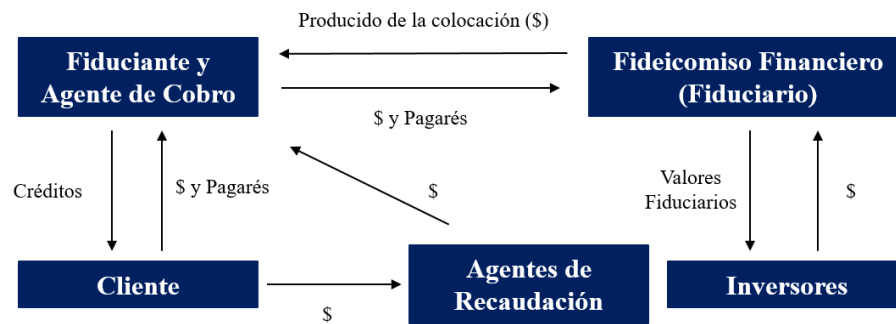 Producido de la colocación ($)
Fiduciante y
Agente de Cobro
Fideicomiso Financiero
(Fiduciario)
$ y Pagarés
Créditos
$ y Pagarés
$
Valores
Fiduciarios
$
Cliente
$
Agentes de
Recaudación
Inversores